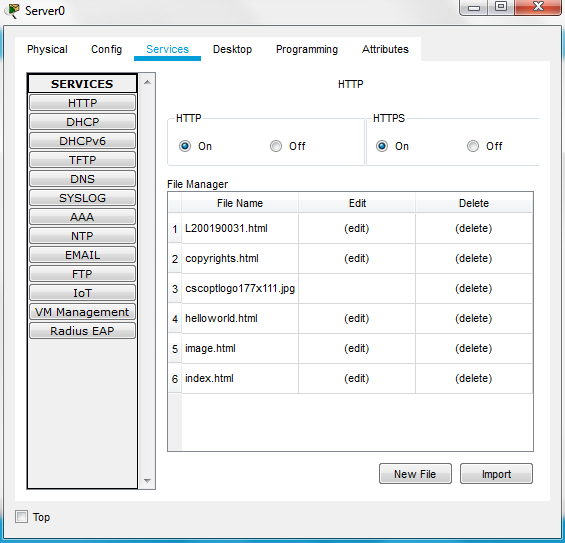 Server0
Physical Config Services Desktop Programming Attributes
SERVICES
HTTP
DHCP
DHCPv6
TFTP
DNS
SYSLOG
AAA
NTP
EMAIL
FTP
IoT
VM Management
Radius EAP
HTTP
HTTP
On Off
HTTPS
On Off
File Manager
File Name Edit Delete
1 L200190031.html (edit) (delete)
2 copyrights.html (edit) (delete)
3 cscoptlogo177x111.jpg (delete)
4 helloworld.html (edit) (delete)
5 image.html (edit) (delete)
6 index.html (edit) (delete)
New File Import
Top